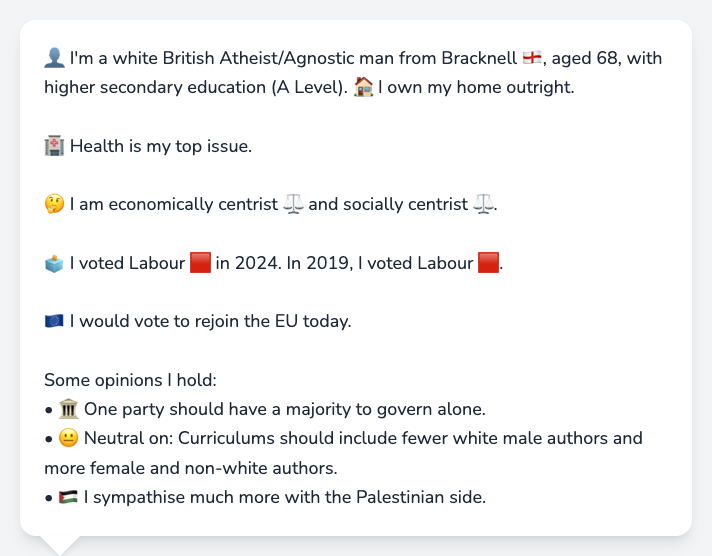 👤 I'm a white British Atheist/Agnostic man from Bracknell 🏴󠁧󠁢󠁥󠁮󠁧󠁿, aged 68, with
higher secondary education (A Level). 🏠 I own my home outright.
🏥 Health is my top issue.
🤔 I am economically centrist ⚖️ and socially centrist ⚖️.
🗳️ I voted Labour 🟥 in 2024. In 2019, I voted Labour 🟥.
🇪🇺 I would vote to rejoin the EU today.
Some opinions I hold:
• 🏛️ One party should have a majority to govern alone.
• 😐 Neutral on: Curriculums should include fewer white male authors and
more female and non-white authors.
• 🇵🇸 I sympathise much more with the Palestinian side.